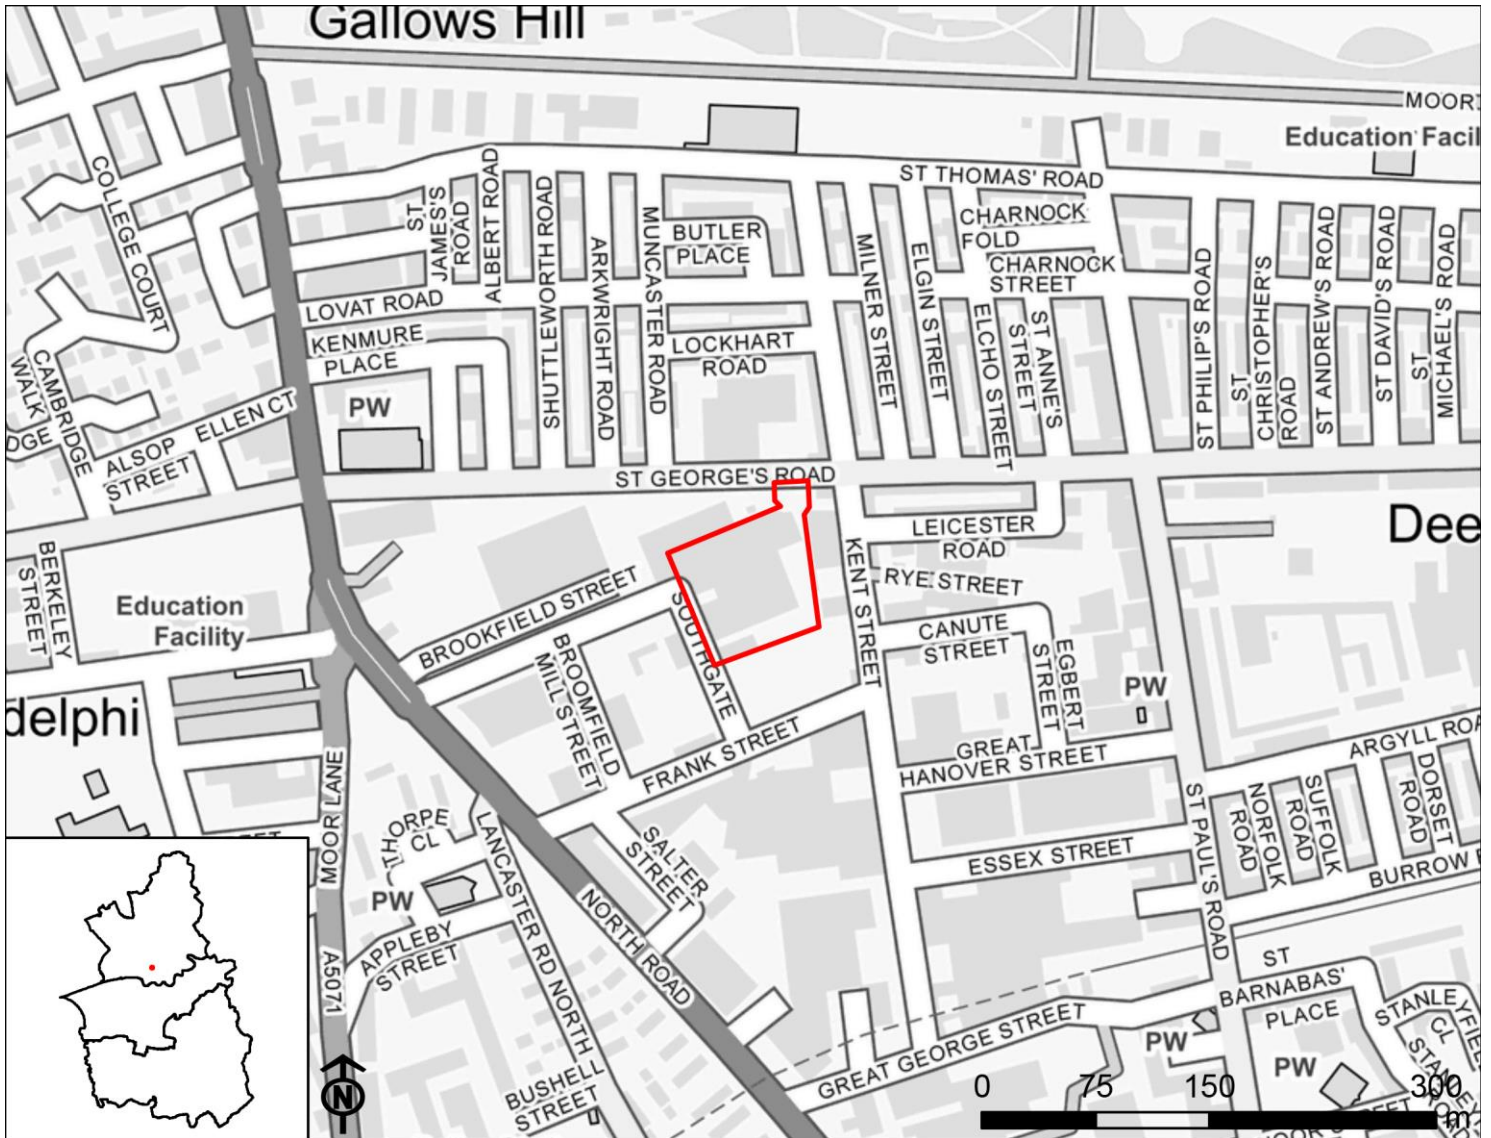 Gallows Hill
MOOR
Education Facil
COLLEGE COURT
ST THOMAS' ROAD
ST
JAMES'S
ROAD
ALBERT ROAD
SHUTTLEWORTH ROAD
ARKWRIGHT ROAD
MUNCASTER ROAD
BUTLER
PLACE
MILNER STREET
ELGIN STREET
CHARNOCK
FOLD
CHARNOCK
STREET
ELCHO STREET
ST ANNE'S
STREET
ST PHILIP'S ROAD
ST
CHRISTOPHER'S
ROAD
ST ANDREW'S ROAD
ST DAVID'S ROAD
ST
MICHAEL'S ROAD
LOVAT ROAD
KENMURE
PLACE
LOCKHART
ROAD
CAMBRIDGE
WALK
DGE
ALSOP
STREET
ELLEN CT
PW
ST GEORGE'S ROAD
LEICESTER
ROAD
Dee
KENT STREET
RYE STREET
BERKELEY
STREET
Education
Facility
BROOKFIELD STREET
SOUTHGATE
CANUTE
STREET
EGBERT
STREET
BROOMFIELD
MILL STREET
PW
delphi
FRANK STREET
GREAT
HANOVER STREET
ARGYLL ROA
MOOR LANE
ST PAUL'S ROAD
NORFOLK
ROAD
SUFFOLK
ROAD
DORSET
ROAD
THORPE
CL
LANCASTER RD NORTH
SALTER
STREET
ESSEX STREET
BURROW
PW
APPLEBY
STREET
NORTH ROAD
A5071
ST
BARNABAS'
PLACE
STANLEYFIEL
CL
STANLEY
GREAT GEORGE STREET
PW
PW
BUSHELL
STREET
N
0 75 150 300
m